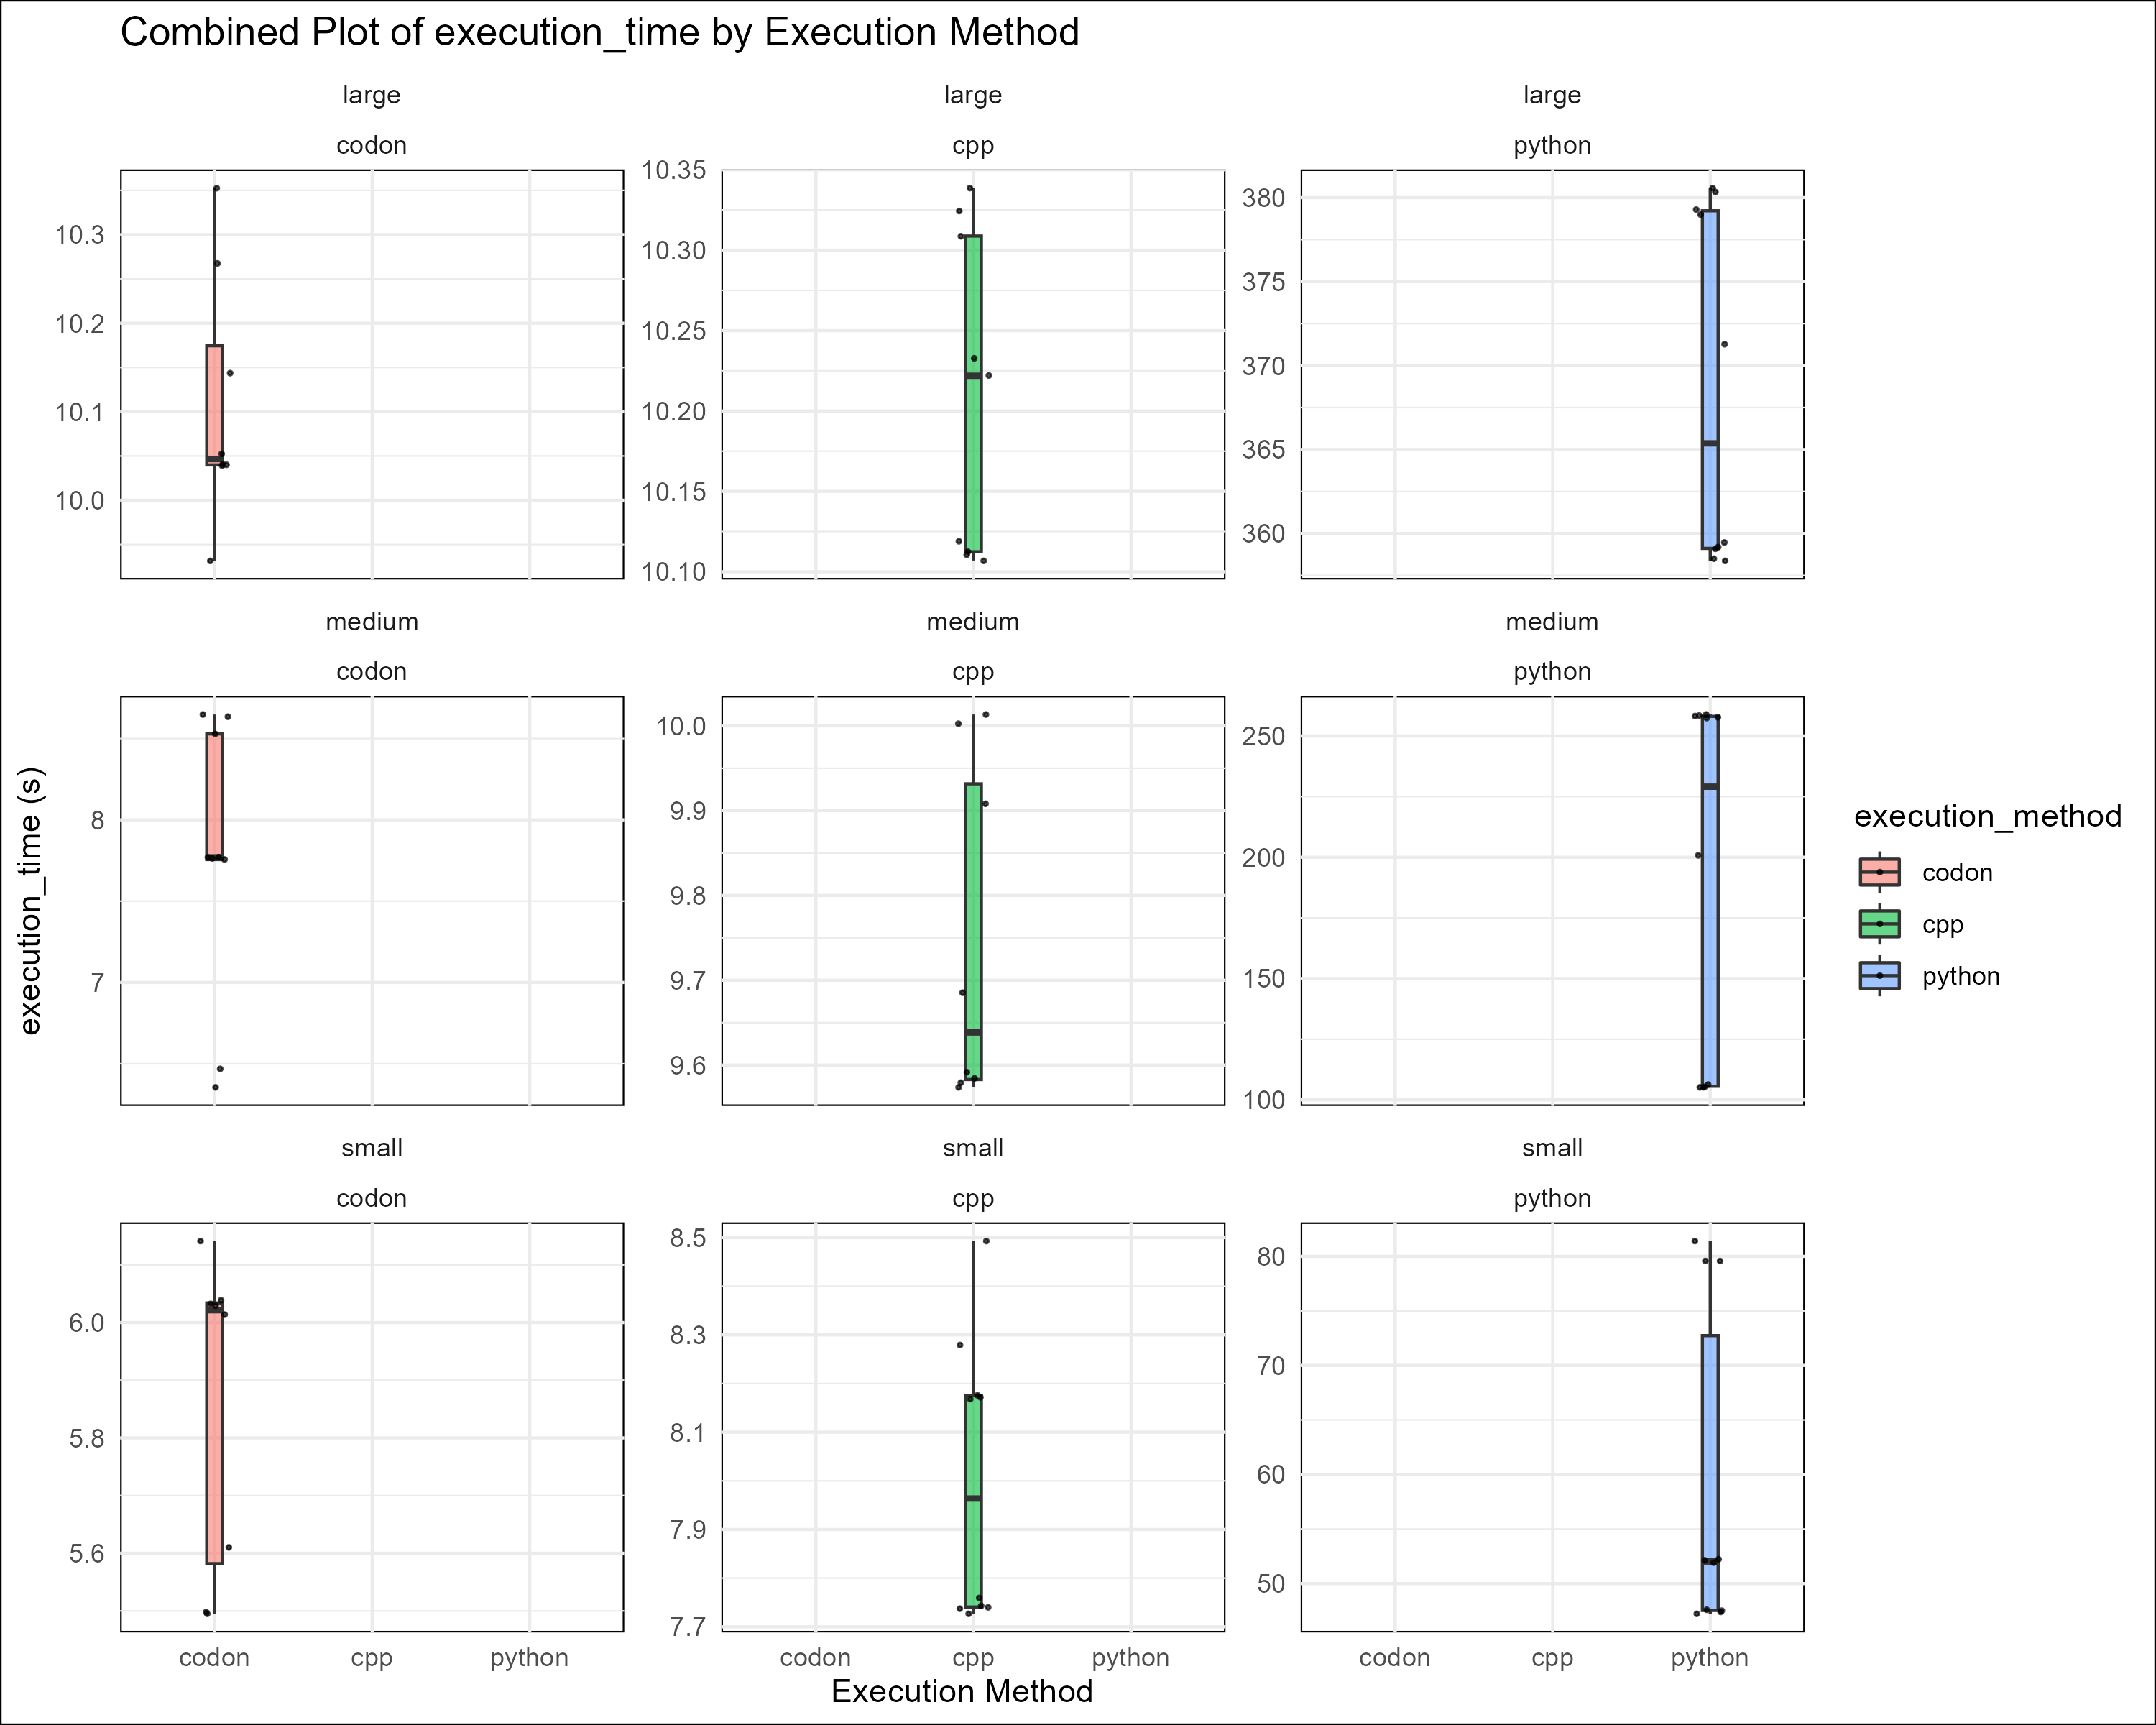 Combined Plot of execution_time by Execution Method
large
large
large
codon
cpp
python
10.3
10.2
10.1
10.0
10.35
10.30
10.25
10.20
10.15
10.10
380
375
370
365
360
medium
medium
medium
codon
cpp
python
8
7
10.0
9.9
9.8
9.7
9.6
250
200
150
100
execution_time (s)
small
small
small
codon
cpp
python
6.0
5.8
5.6
8.5
8.3
8.1
7.9
7.7
80
70
60
50
codon cpp python
codon cpp python
codon cpp python
Execution Method
execution_method
codon
cpp
python